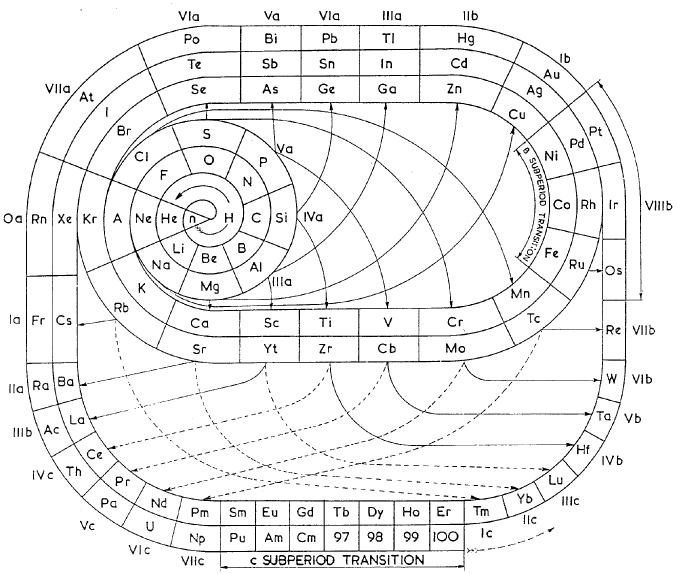 VIa Va VIa IIIa IIb
Po Bi Pb Tl Hg Ib
Te Sb Sn In Cd Au
Se As Ge Ga Zn Ag
VIIa At I Br Cu Pt
Cl S Va Pd
F O P Ni
N B SUBPERIOD TRANSITION
Oa Rn Xe Kr A Ne He n H C Si IVa Co Rh Ir VIIIb
Li Be B Fe
Na Mg Al Ru Os
K IIIa
Rb Mn
Ia Fr Cs Ca Sc Ti V Cr Tc Re VIIb
Sr Yt Zr Cb Mo
IIa Ra Ba W VIb
IIIb Ac La Ta Vb
Ce Hf IVb
IVc Th Pr Lu
Pa Nd Yb IIIc
Vc U Pm Sm Eu Gd Tb Dy Ho Er Tm IIc
VIc Np Pu Am Cm 97 98 99 100 Ic
VIIc c SUBPERIOD TRANSITION